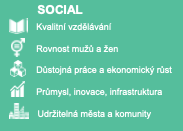 SOCIAL
Kvalitní vzdělávání
Rovnost mužů a žen
Důstojná práce a ekonomický růst
Průmysl, inovace, infrastruktura
Udržitelná města a komunity